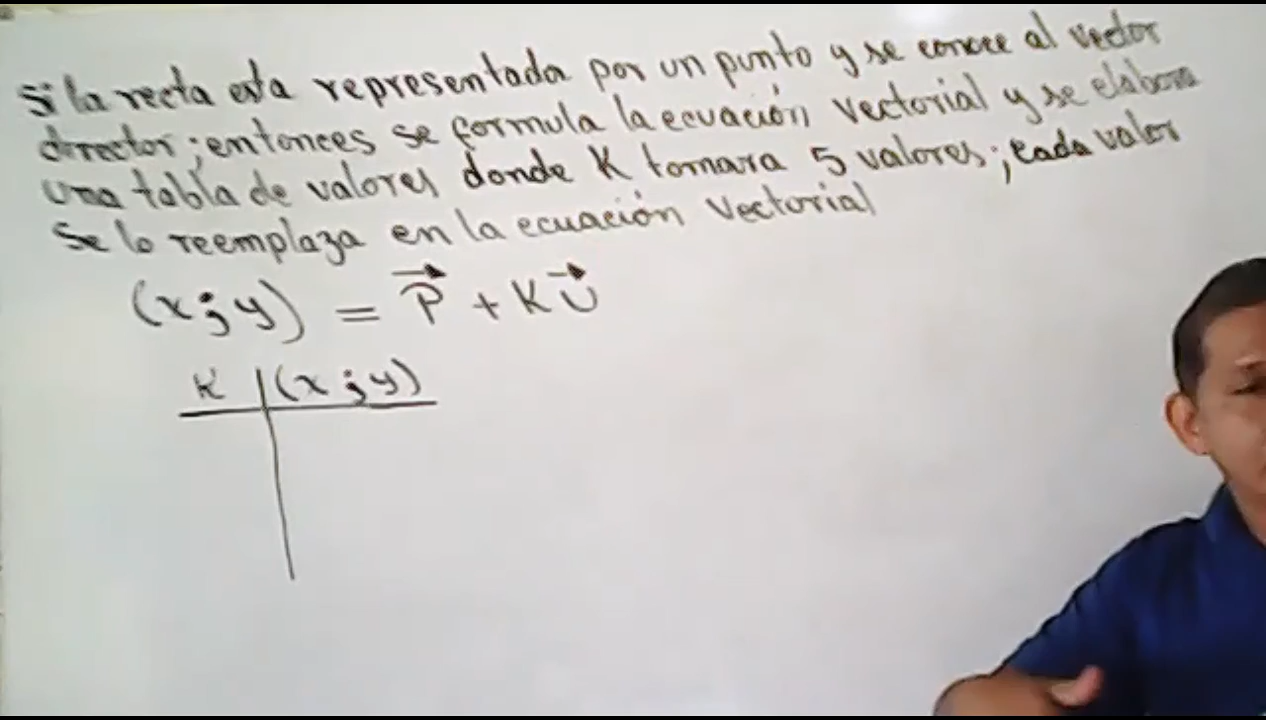 Si la recta esta representada por un punto y se conoce al vector
director; entonces se formula la ecuación vectorial y se elabora
una tabla de valores donde K tomara 5 valores; cada valor
se lo reemplaza en la ecuación vectorial
(x;y) = P⃗ + KU⃗
K | (x;y)